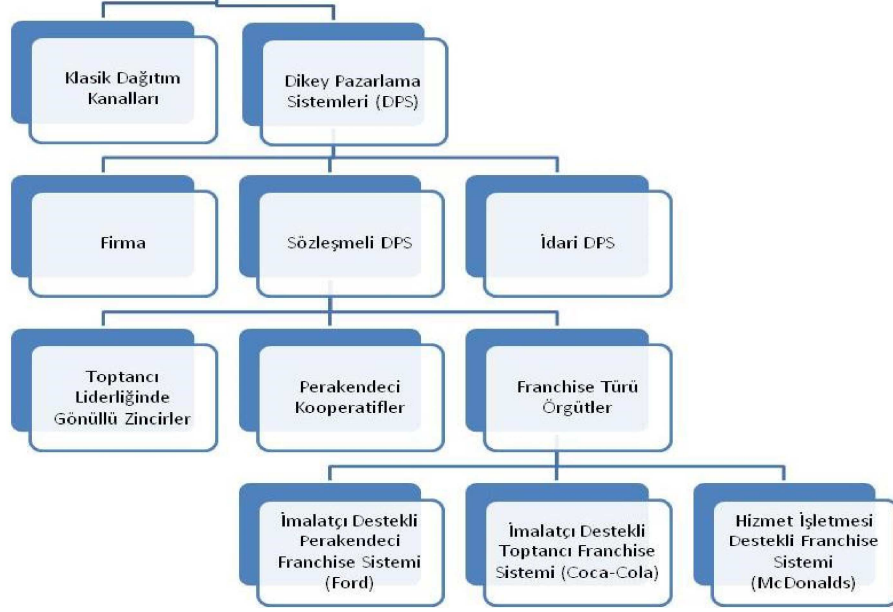 Klasik Dağıtım
Kanalları
Dikey Pazarlama
Sistemleri (DPS)
Firma
Sözleşmeli DPS
İdari DPS
Toptancı
Liderliğinde
Gönüllü Zincirler
Perakendeci
Kooperatifler
Franchise Türü
Örgütler
İmalatçı Destekli
Perakendeci
Franchise Sistemi
(Ford)
İmalatçı Destekli
Toptancı Franchise
Sistemi (Coca-Cola)
Hizmet İşletmesi
Destekli Franchise
Sistemi
(McDonalds)